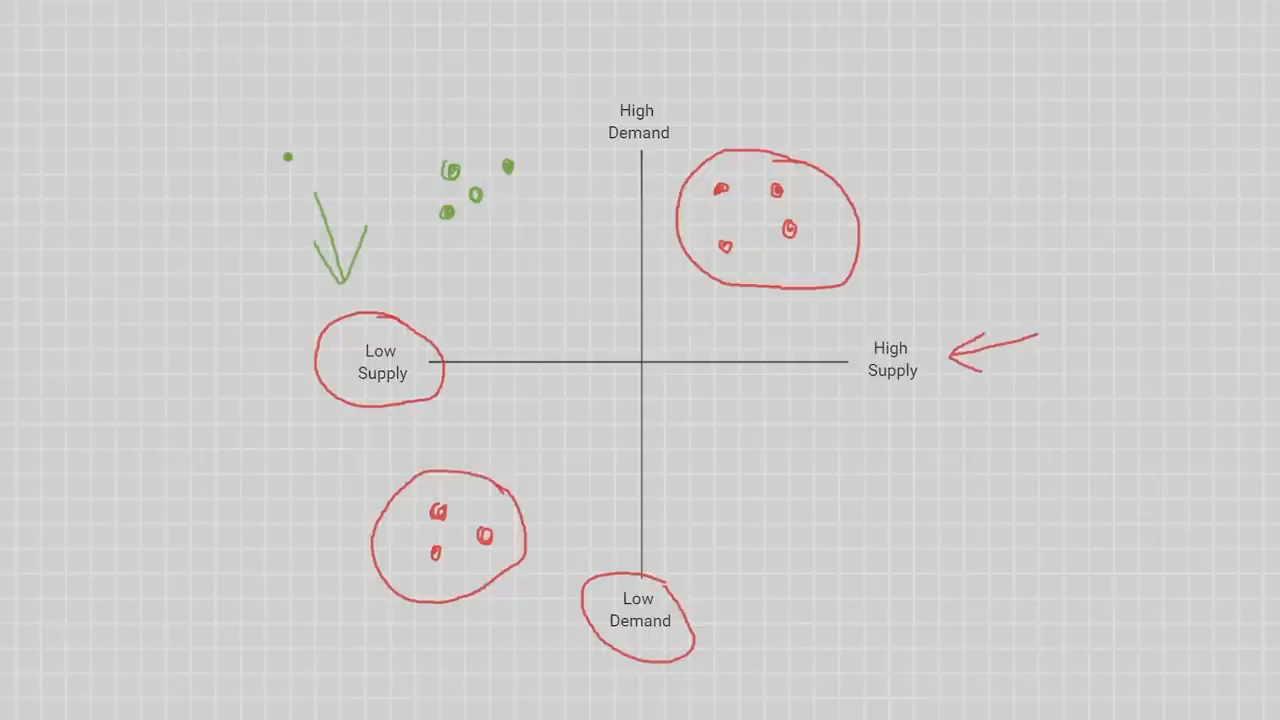 High
Demand
Low
Supply
High
Supply
Low
Demand